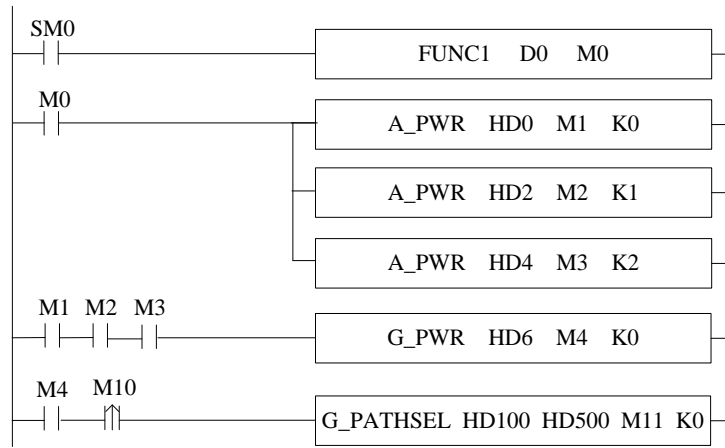 SM0
FUNC1 D0 M0
M0
A_PWR HD0 M1 K0
A_PWR HD2 M2 K1
A_PWR HD4 M3 K2
M1 M2 M3
G_PWR HD6 M4 K0
M4 M10
G_PATHSEL HD100 HD500 M11 K0